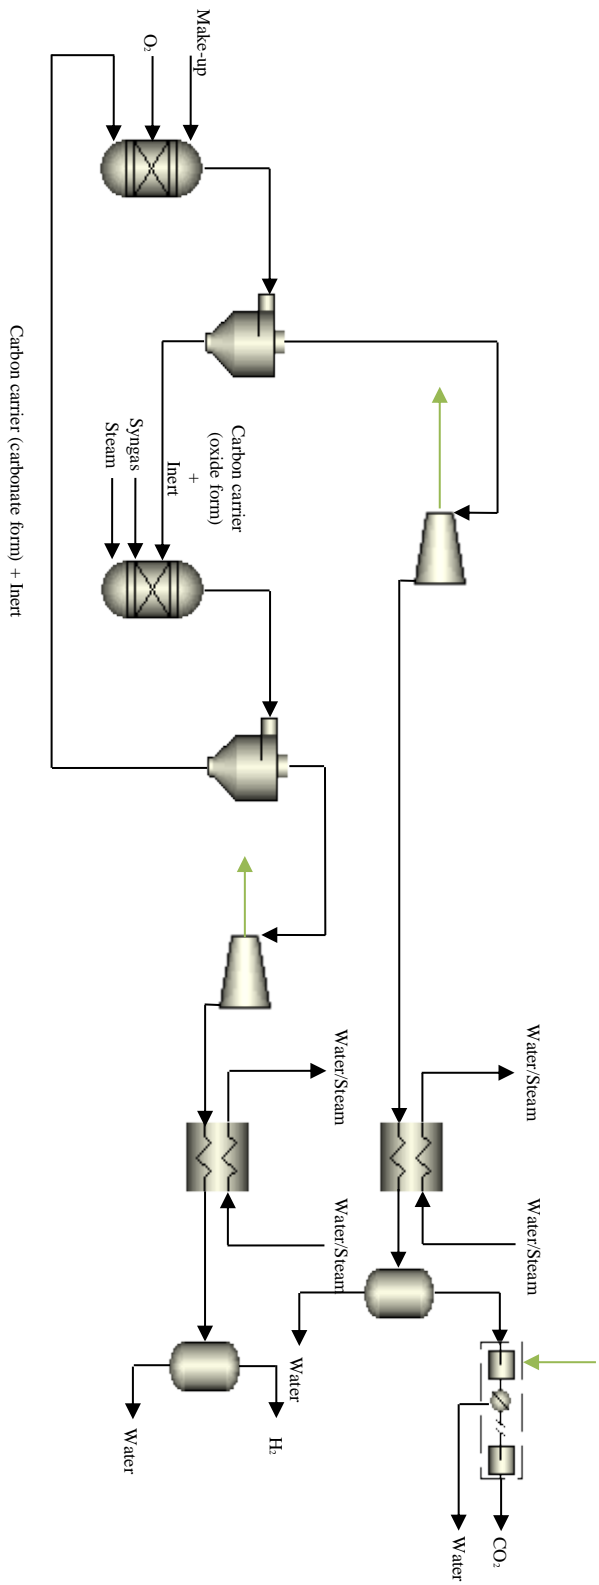 Make-up
O₂
Carbon carrier (carbonate form) + Inert
Carbon carrier
(oxide form)
+
Inert
Syngas
Steam
Water/Steam
Water/Steam
Water/Steam
Water/Steam
Water
H₂
Water
CO₂
Water